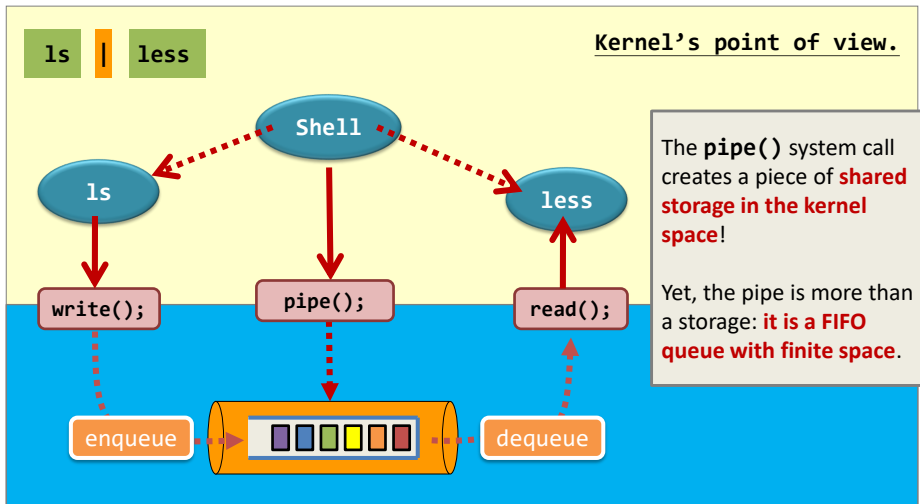 ls | less
Kernel’s point of view.
Shell
ls
less
The pipe() system call
creates a piece of shared
storage in the kernel
space!
Yet, the pipe is more than
a storage: it is a FIFO
queue with finite space.
write();
pipe();
read();
enqueue
dequeue